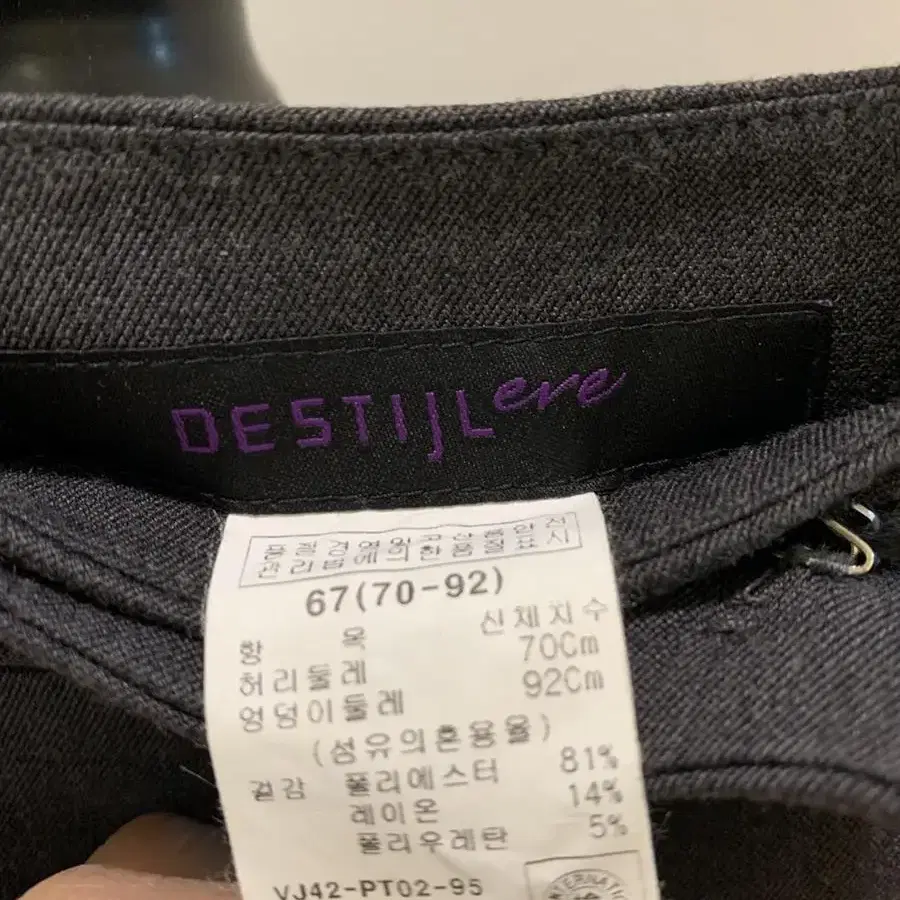 DESTIJL eve
67(70-92)
항 목 신체지수
허리둘레 70Cm
엉덩이둘레 92Cm
(섬유의혼용율)
겉감 폴리에스터 81%
레이온 14%
폴리우레탄 5%
VJ42-PT02-95